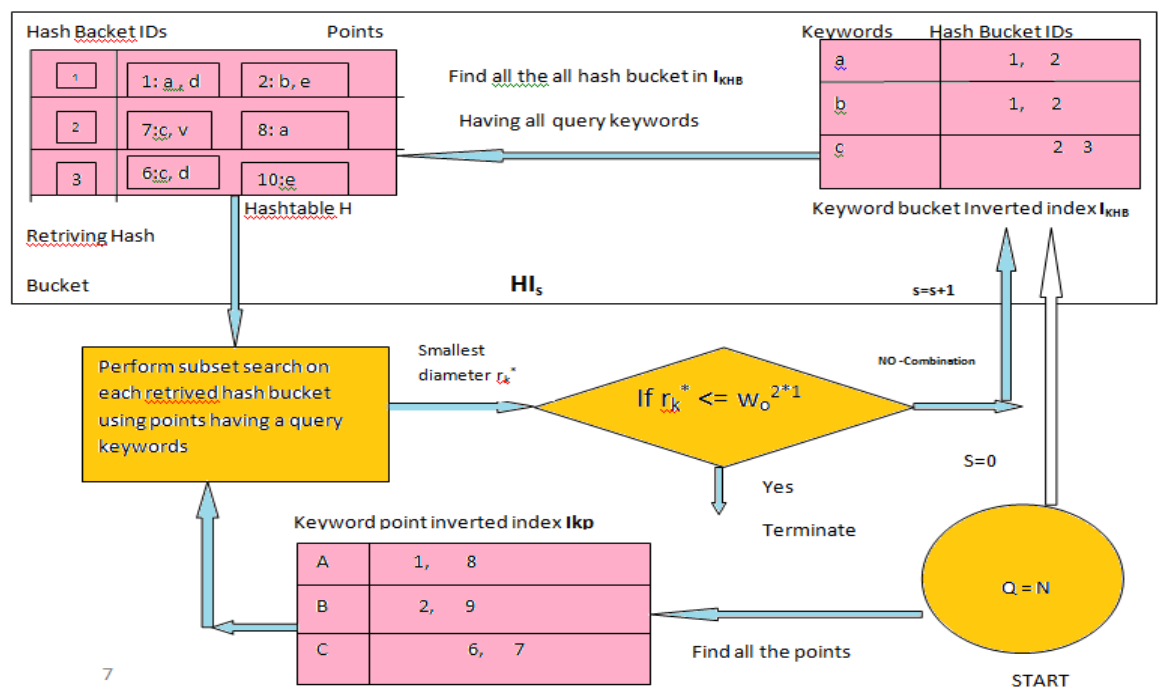 Hash Backet IDs Points
1 1: a,, d 2: b, e
2 7:c, v 8: a
3 6:c, d 10:e
Hashtable H
Retriving Hash
Bucket
Find all the all hash bucket in IKHB
Having all query keywords
Keywords Hash Bucket IDs
a 1, 2
b 1, 2
c 2 3
Keyword bucket Inverted index IKHB
HIs
s=s+1
Perform subset search on
each retrived hash bucket
using points having a query
keywords
Smallest
diameter rk*
If rk* <= wo2*1
NO -Combination
S=0
Yes
Terminate
Keyword point inverted index Ikp
A 1, 8
B 2, 9
C 6, 7
Q = N
Find all the points
START
7